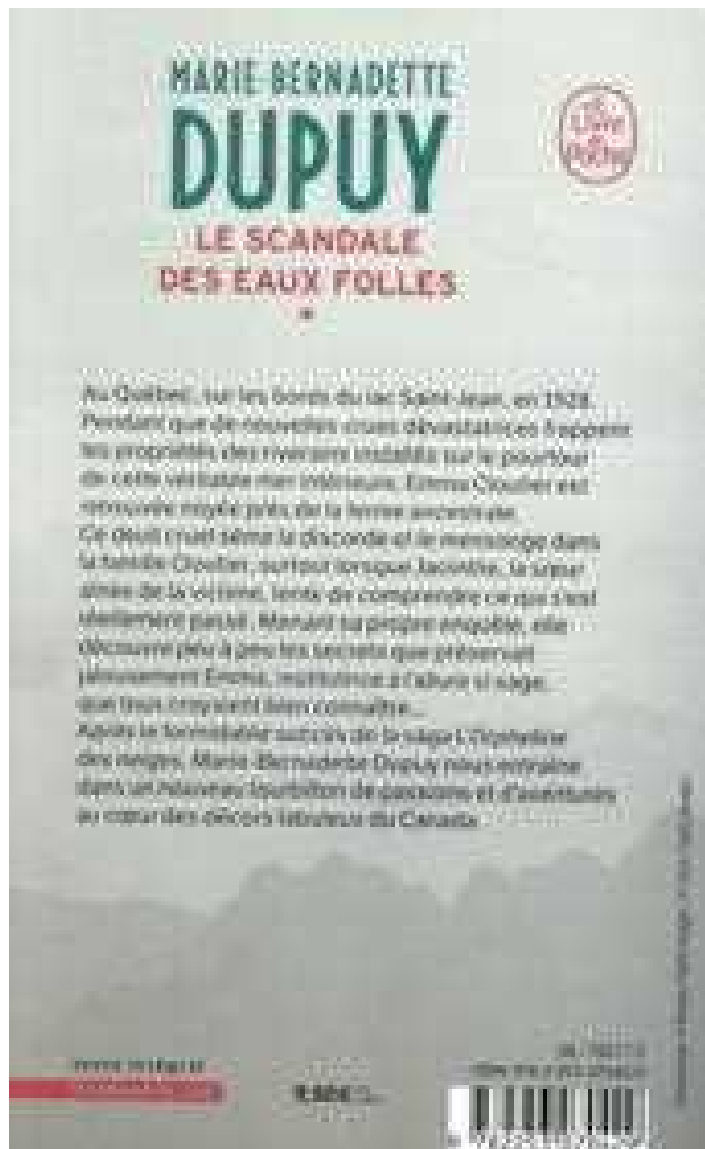 MARIE-BERNADETTE
DUPUY
Le Livre de Poche
LE SCANDALE
DES EAUX FOLLES
*
Au Québec, sur les bords du lac Saint-Jean, en 1928.
Pendant que de nouvelles crues dévastatrices frappent
les propriétés des riverains installés sur le pourtour
de cette véritable mer intérieure, Emma Cloutier est
retrouvée noyée près de la ferme ancestrale.
Ce deuil cruel sème la discorde et le mensonge dans
la famille Cloutier, surtout lorsque Jacinthe, la sœur
aînée de la victime, tente de comprendre ce qui s'est
réellement passé. Menant sa propre enquête, elle
découvre peu à peu les secrets que préservait
jalousement Emma, institutrice à l'allure si sage,
que tous croyaient bien connaître...
Après le formidable succès de la saga L'Orpheline
des neiges, Marie-Bernadette Dupuy nous entraîne
dans un nouveau tourbillon de passions et d'aventures
au cœur des décors fabuleux du Canada.
TEXTE INTÉGRAL